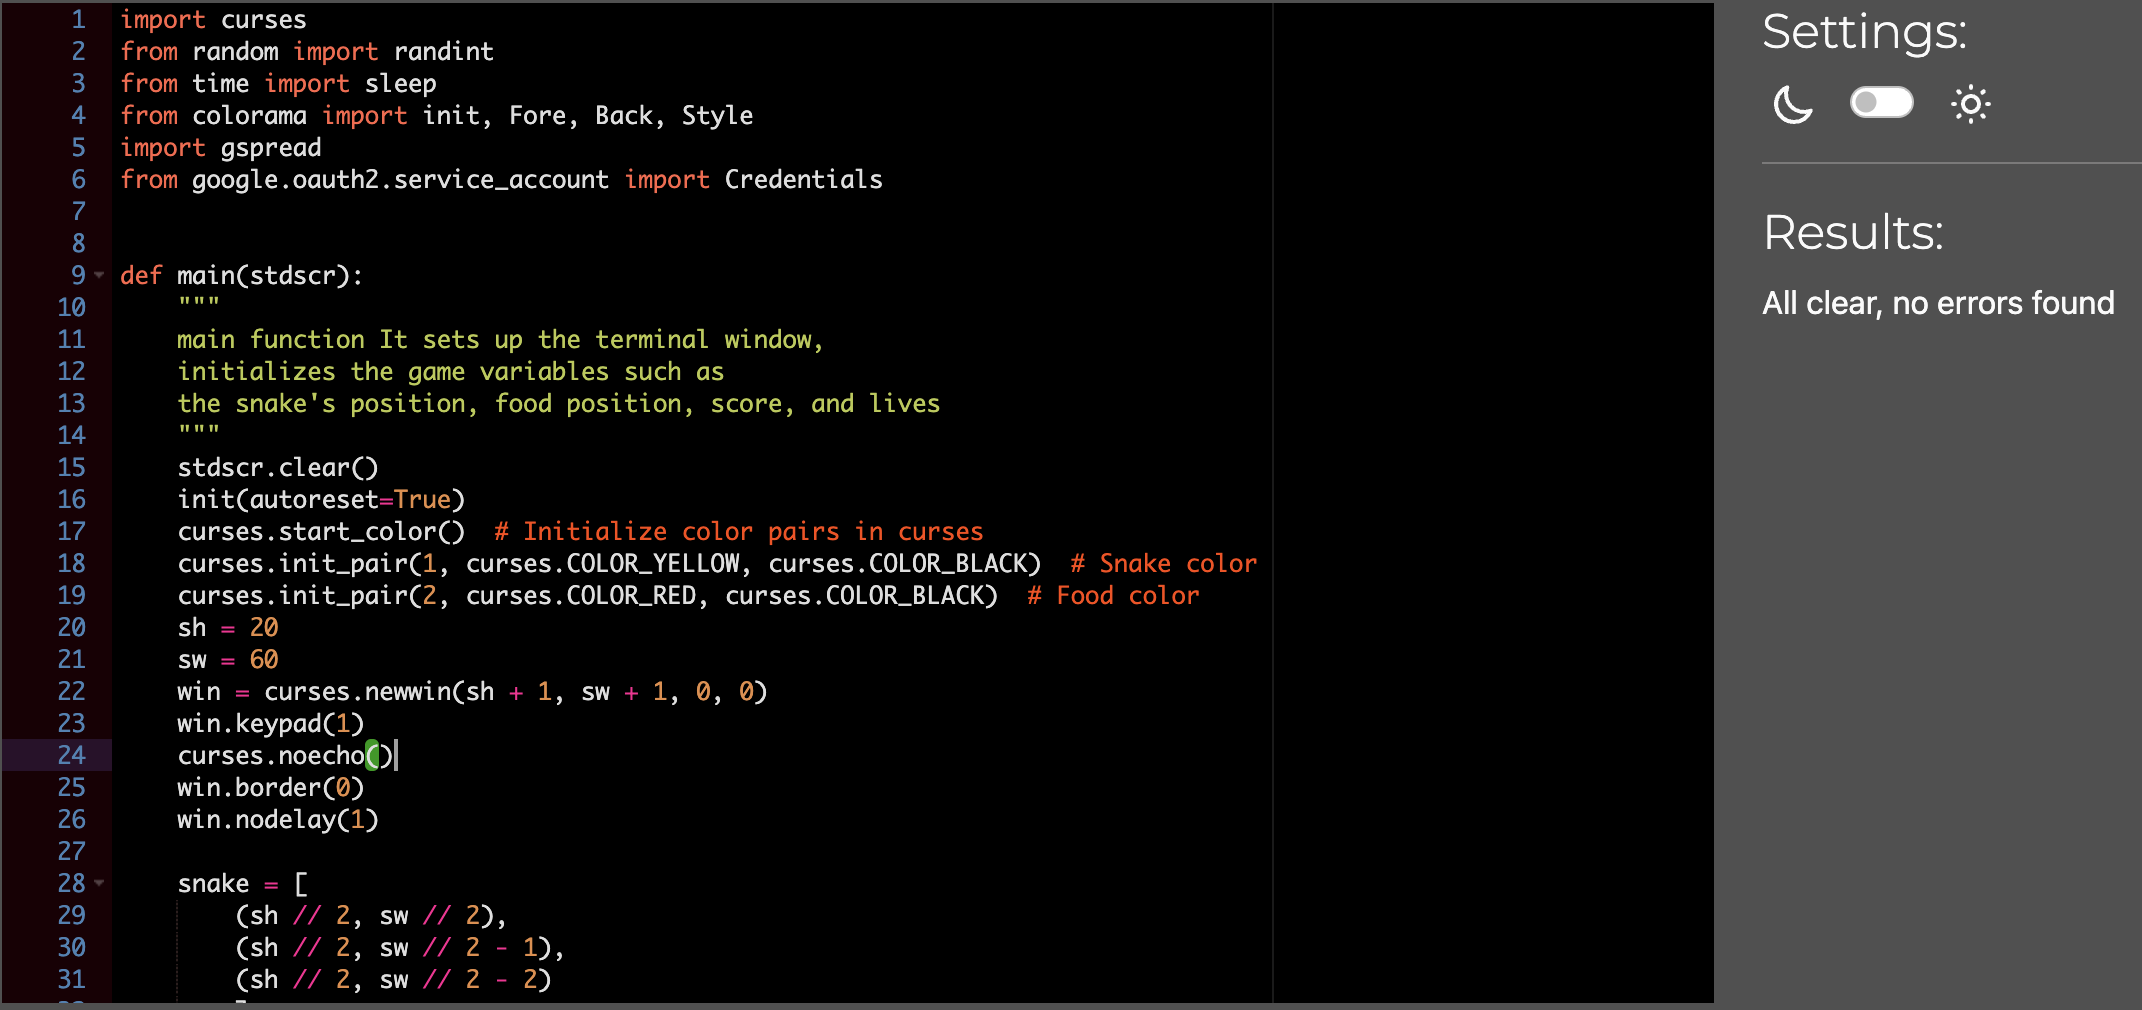 1 import curses
2 from random import randint
3 from time import sleep
4 from colorama import init, Fore, Back, Style
5 import gspread
6 from google.oauth2.service_account import Credentials
7
8
9 def main(stdscr):
10     """
11     main function It sets up the terminal window,
12     initializes the game variables such as
13     the snake's position, food position, score, and lives
14     """
15     stdscr.clear()
16     init(autoreset=True)
17     curses.start_color()  # Initialize color pairs in curses
18     curses.init_pair(1, curses.COLOR_YELLOW, curses.COLOR_BLACK)  # Snake color
19     curses.init_pair(2, curses.COLOR_RED, curses.COLOR_BLACK)  # Food color
20     sh = 20
21     sw = 60
22     win = curses.newwin(sh + 1, sw + 1, 0, 0)
23     win.keypad(1)
24     curses.noecho()
25     win.border(0)
26     win.nodelay(1)
27
28     snake = [
29         (sh // 2, sw // 2),
30         (sh // 2, sw // 2 - 1),
31         (sh // 2, sw // 2 - 2)
Settings:
Results:
All clear, no errors found